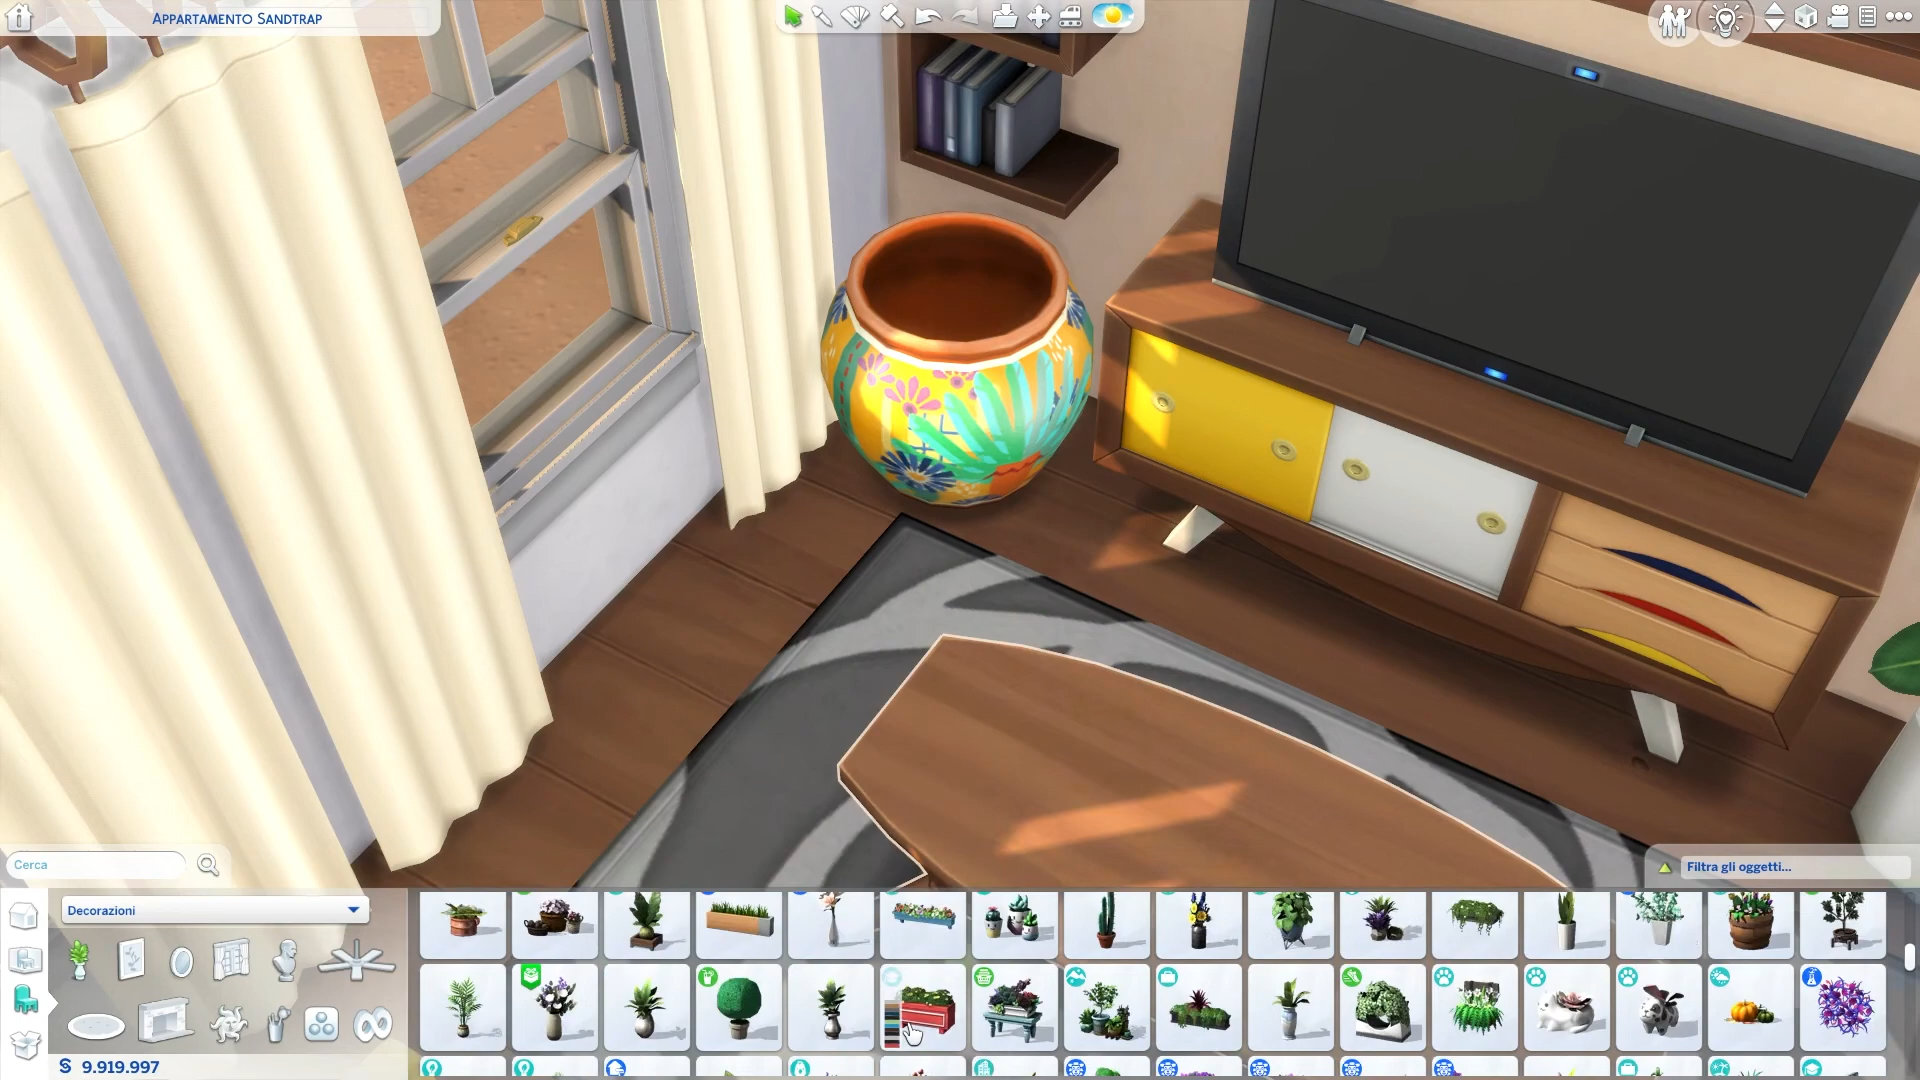 Appartamento Sandtrap
Cerca
Filtra gli oggetti...
Decorazioni
9.919.997